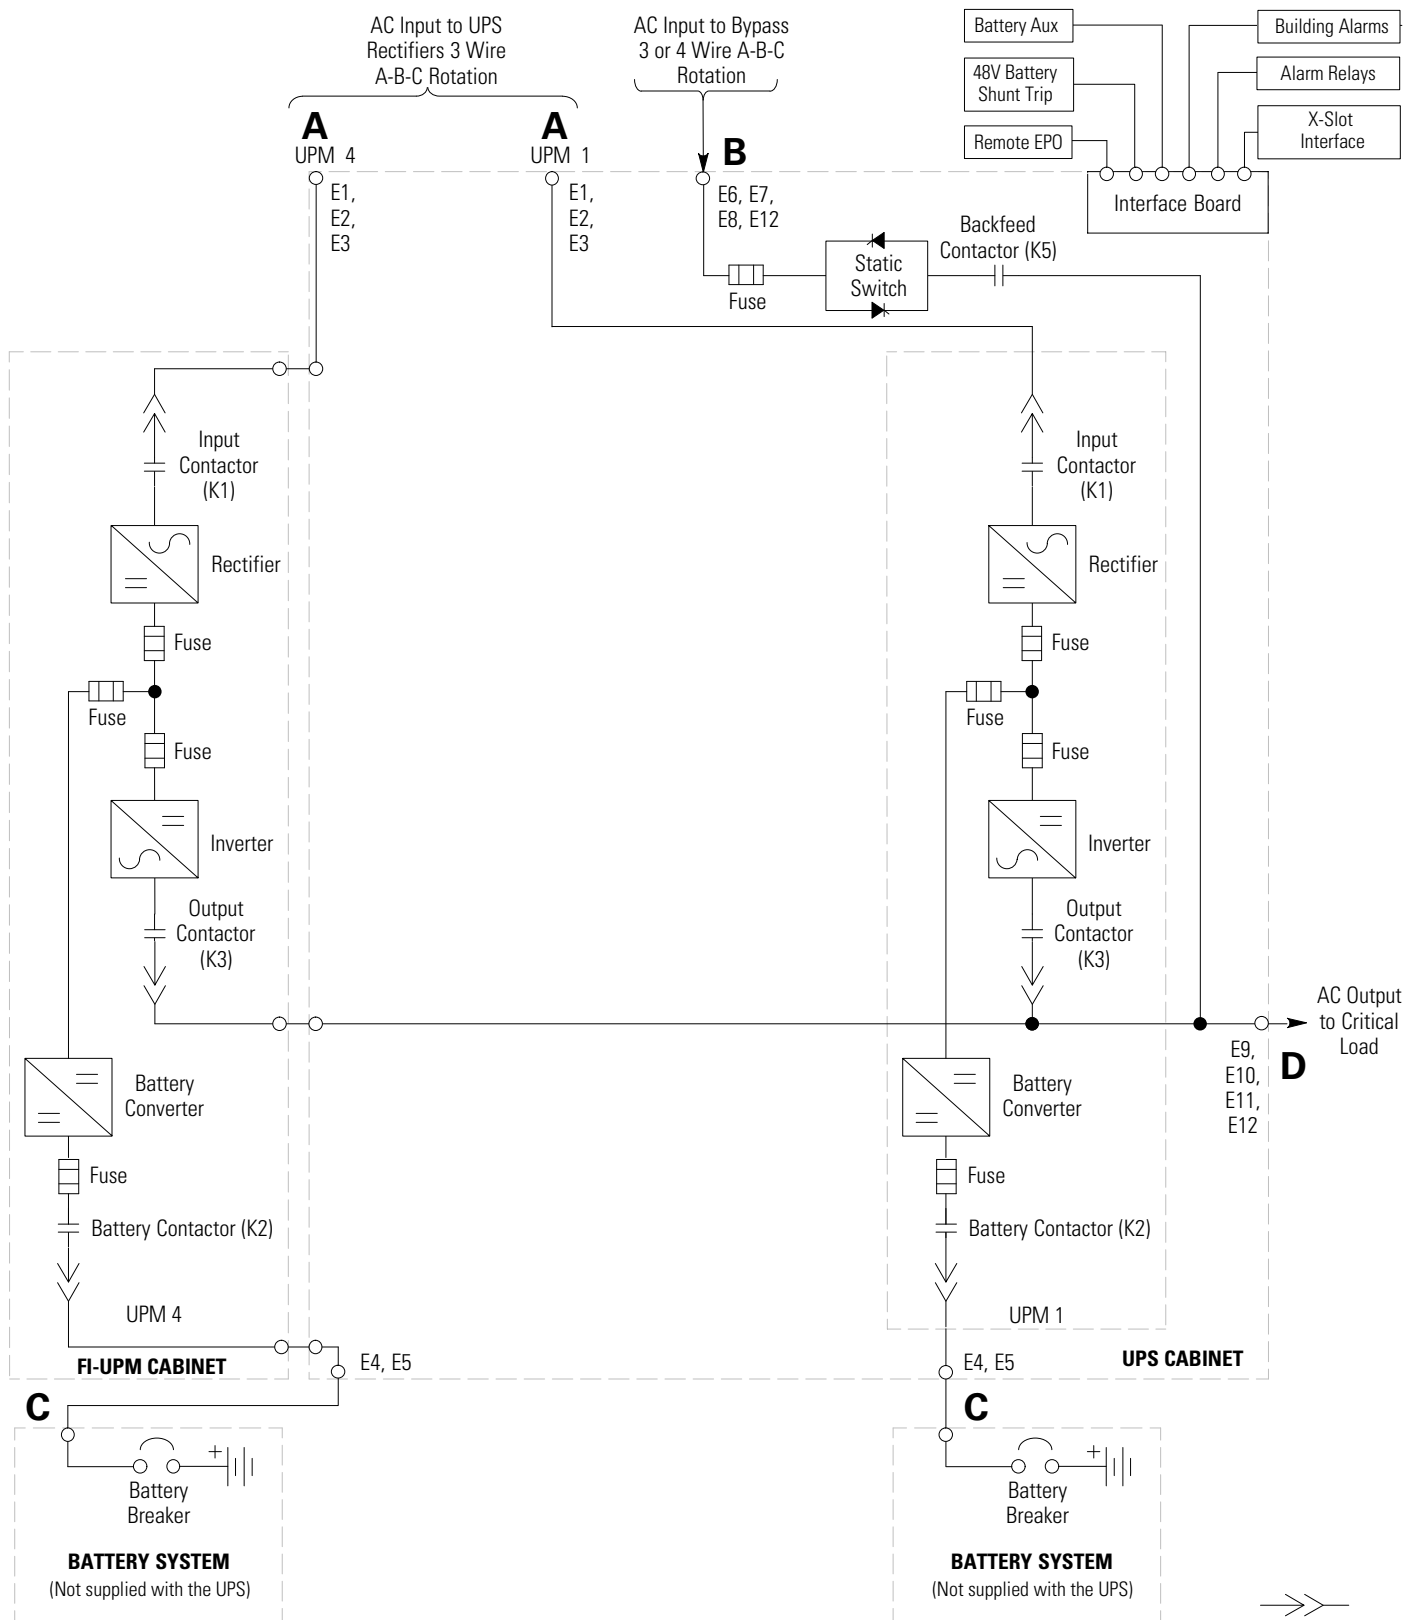 AC Input to UPS
Rectifiers 3 Wire
A-B-C Rotation
AC Input to Bypass
3 or 4 Wire A-B-C
Rotation
Battery Aux
48V Battery
Shunt Trip
Remote EPO
Building Alarms
Alarm Relays
X-Slot
Interface
Interface Board
A
UPM 4
A
UPM 1
B
E1,
E2,
E3
E1,
E2,
E3
E6, E7,
E8, E12
Fuse
Static
Switch
Backfeed
Contactor (K5)
Input
Contactor
(K1)
Rectifier
Fuse
Fuse
Fuse
Inverter
Output
Contactor
(K3)
Battery
Converter
Fuse
Battery Contactor (K2)
UPM 4
FI-UPM CABINET
E4, E5
Input
Contactor
(K1)
Rectifier
Fuse
Fuse
Fuse
Inverter
Output
Contactor
(K3)
Battery
Converter
Fuse
Battery Contactor (K2)
UPM 1
E4, E5
UPS CABINET
AC Output
to Critical
Load
E9,
E10,
E11,
E12
D
C
+
Battery
Breaker
BATTERY SYSTEM
(Not supplied with the UPS)
C
+
Battery
Breaker
BATTERY SYSTEM
(Not supplied with the UPS)